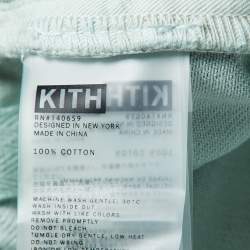 KITH
RN#140659
DESIGNED IN NEW YORK
MADE IN CHINA
100% COTTON
MACHINE WASH GENTLE, 30°C
WASH INSIDE OUT
WASH WITH LIKE COLORS
REMOVE PROMPTLY
DO NOT BLEACH
TUMBLE DRY GENTLE, LOW HEAT
DO NOT WRING